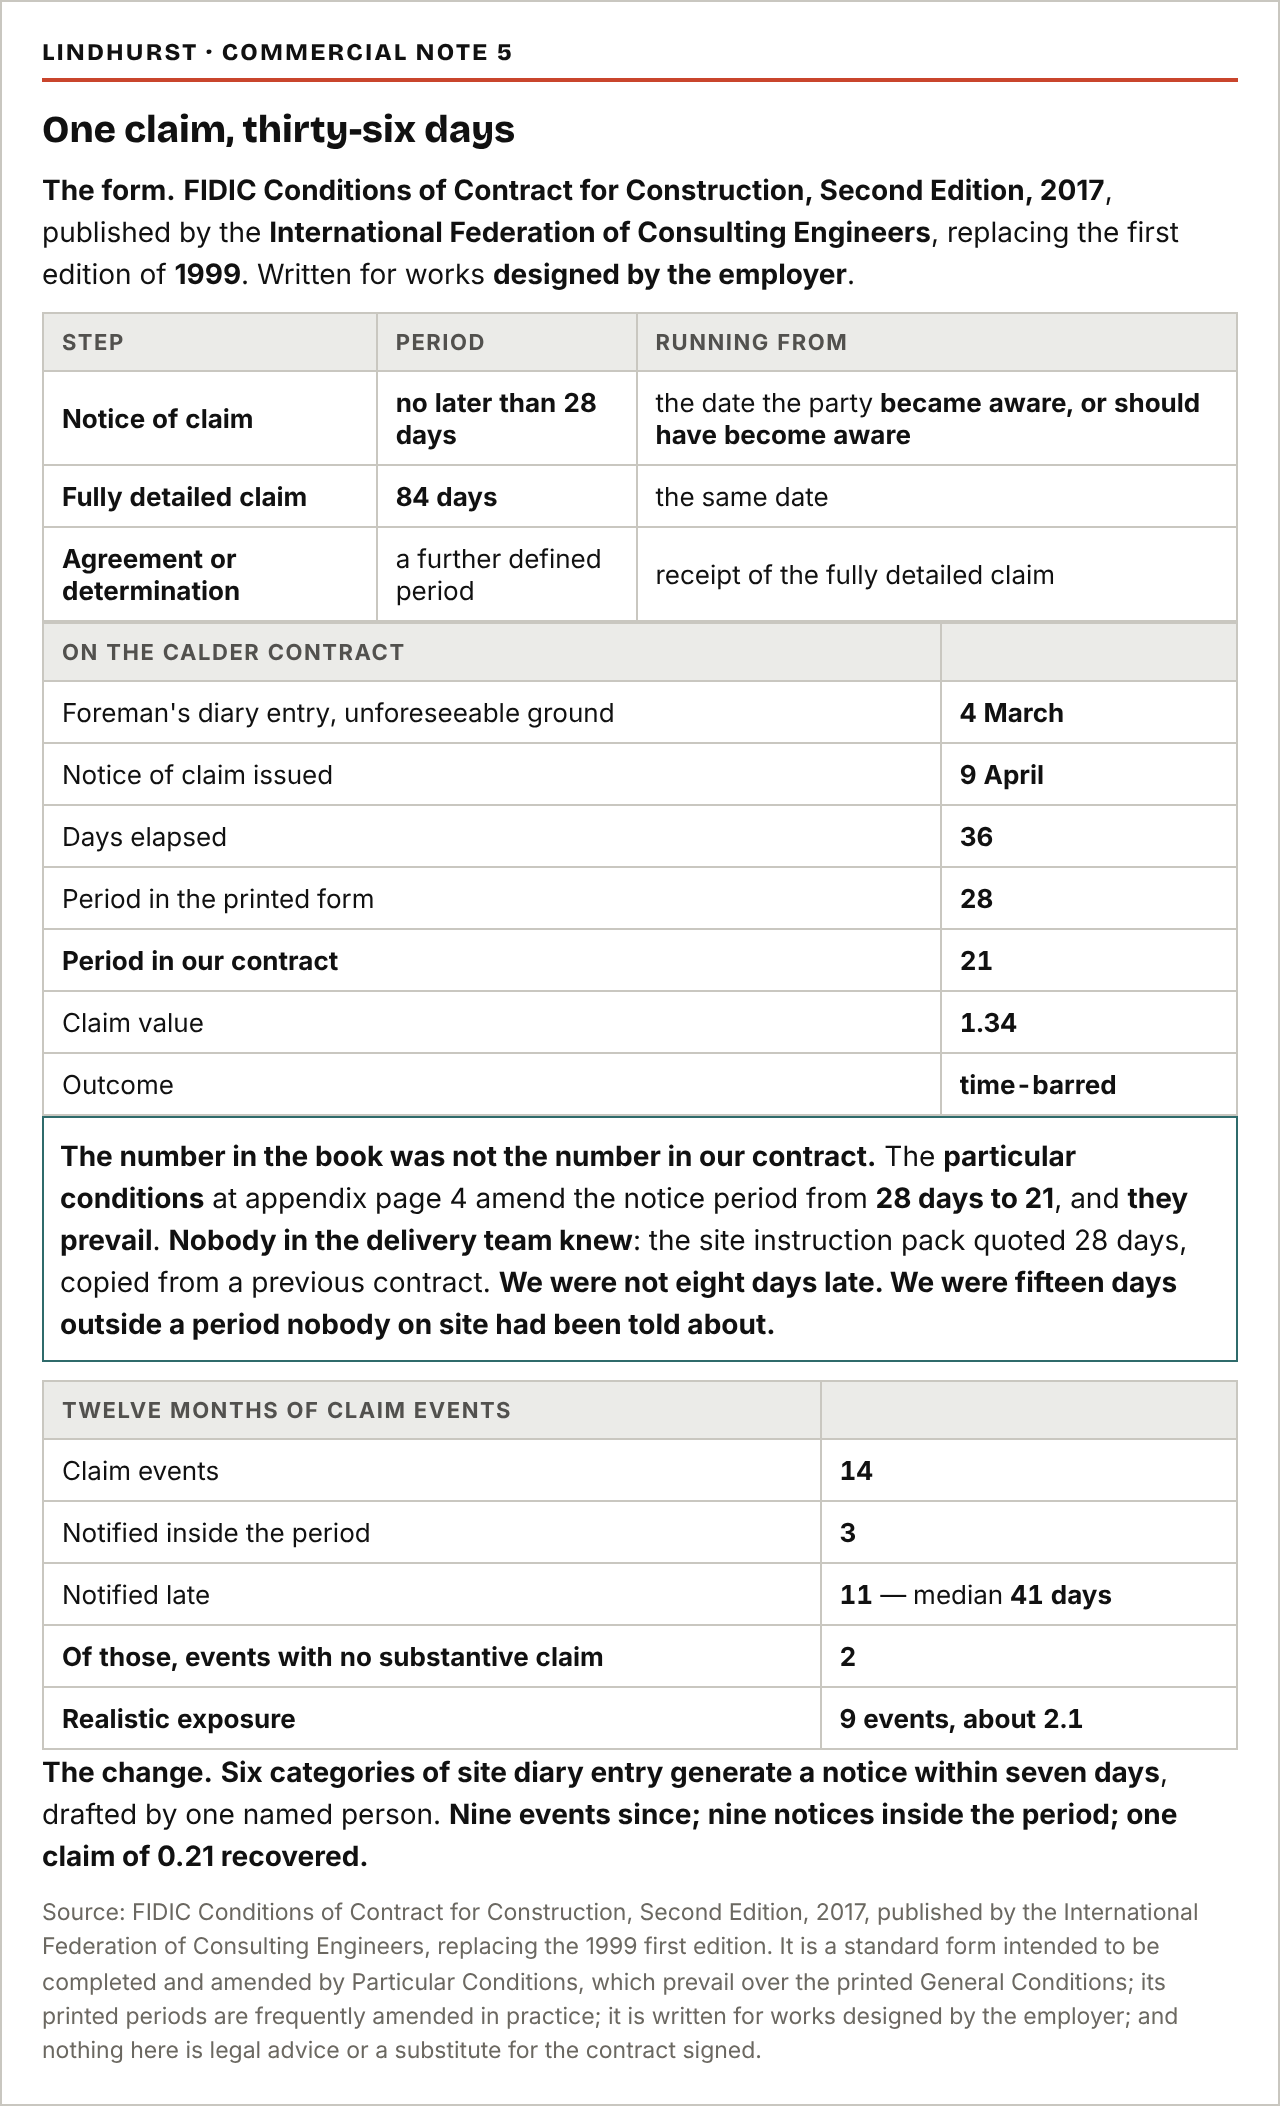 LINDHURST · COMMERCIAL NOTE 5
One claim, thirty-six days
The form. FIDIC Conditions of Contract for Construction, Second Edition, 2017,
published by the International Federation of Consulting Engineers, replacing the first
edition of 1999. Written for works designed by the employer.
STEP PERIOD RUNNING FROM
Notice of claim no later than 28 days the date the party became aware, or should have become aware
Fully detailed claim 84 days the same date
Agreement or determination a further defined period receipt of the fully detailed claim
ON THE CALDER CONTRACT
Foreman's diary entry, unforeseeable ground 4 March
Notice of claim issued 9 April
Days elapsed 36
Period in the printed form 28
Period in our contract 21
Claim value 1.34
Outcome time-barred
The number in the book was not the number in our contract. The particular
conditions at appendix page 4 amend the notice period from 28 days to 21, and they
prevail. Nobody in the delivery team knew: the site instruction pack quoted 28 days,
copied from a previous contract. We were not eight days late. We were fifteen days
outside a period nobody on site had been told about.
TWELVE MONTHS OF CLAIM EVENTS
Claim events 14
Notified inside the period 3
Notified late 11 — median 41 days
Of those, events with no substantive claim 2
Realistic exposure 9 events, about 2.1
The change. Six categories of site diary entry generate a notice within seven days,
drafted by one named person. Nine events since; nine notices inside the period; one
claim of 0.21 recovered.
Source: FIDIC Conditions of Contract for Construction, Second Edition, 2017, published by the International
Federation of Consulting Engineers, replacing the 1999 first edition. It is a standard form intended to be
completed and amended by Particular Conditions, which prevail over the printed General Conditions; its
printed periods are frequently amended in practice; it is written for works designed by the employer; and
nothing here is legal advice or a substitute for the contract signed.